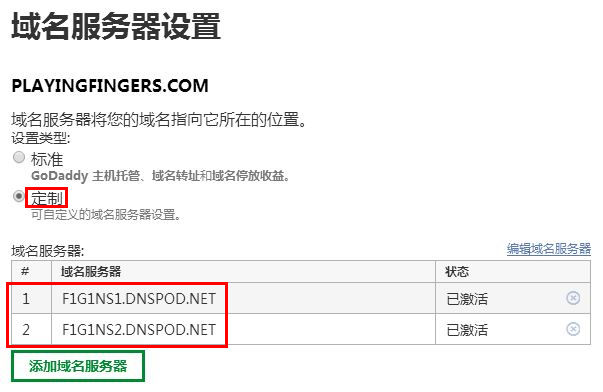 域名服务器设置
PLAYINGFINGERS.COM
域名服务器将您的域名指向它所在的位置。
设置类型:
标准
GoDaddy 主机托管、域名转址和域名停放收益。
定制
可自定义的域名服务器设置。
域名服务器: 编辑域名服务器
# 域名服务器 状态
1 F1G1NS1.DNSPOD.NET 已激活
2 F1G1NS2.DNSPOD.NET 已激活
添加域名服务器